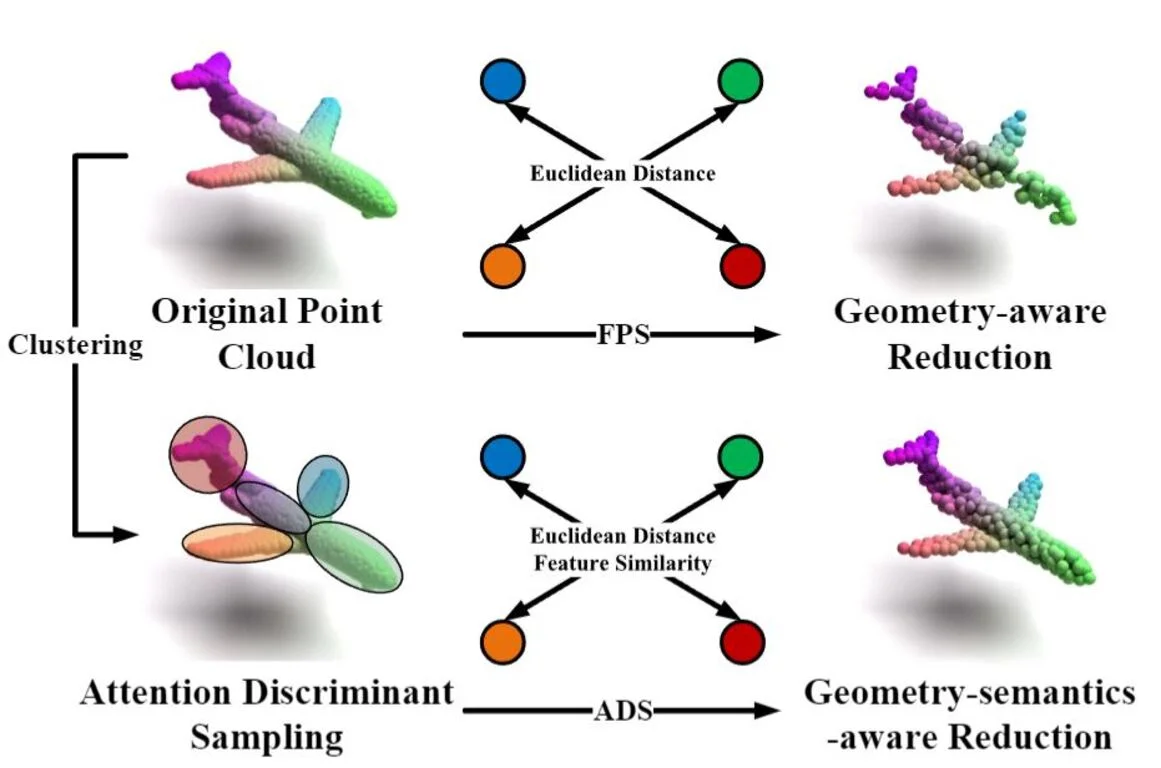 Euclidean Distance
Original Point
Cloud
FPS
Geometry-aware
Reduction
Clustering
Euclidean Distance
Feature Similarity
Attention Discriminant
Sampling
ADS
Geometry-semantics
-aware Reduction